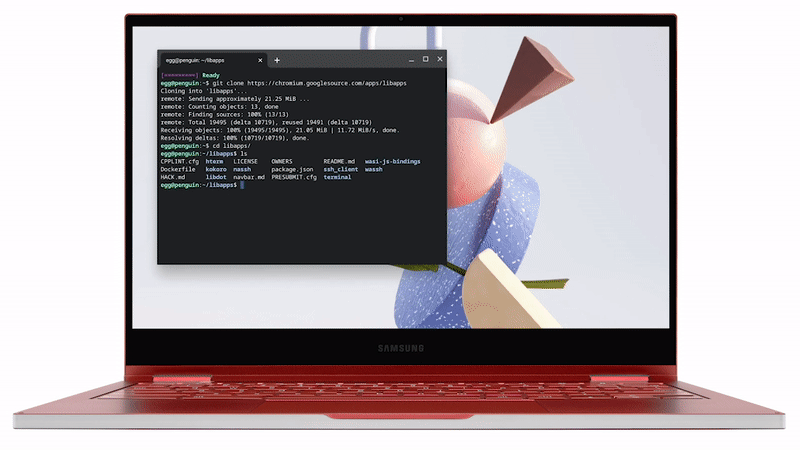 egg@penguin: ~/libapps
Ready
egg@penguin:~$ git clone https://chromium.googlesource.com/apps/libapps
Cloning into 'libapps'...
remote: Sending approximately 21.25 MiB ...
remote: Counting objects: 13, done
remote: Finding sources: 100% (13/13)
remote: Total 19495 (delta 10719), reused 19491 (delta 10719)
Receiving objects: 100% (19495/19495), 21.05 MiB | 11.72 MiB/s, done.
Resolving deltas: 100% (10719/10719), done.
egg@penguin:~$ cd libapps/
egg@penguin:~/libapps$ ls
CPPLINT.cfg hterm LICENSE OWNERS README.md wasi-js-bindings
Dockerfile kokoro nassh package.json ssh_client wassh
HACK.md libdot navbar.md PRESUBMIT.cfg terminal
egg@penguin:~/libapps$
SAMSUNG